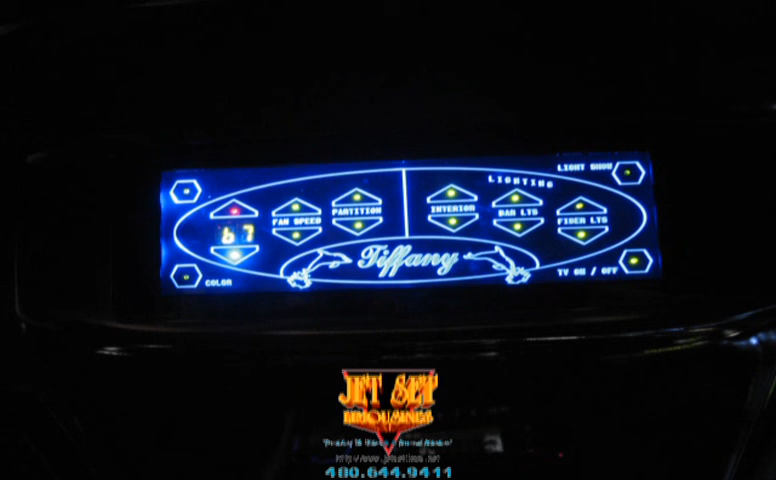 LIGHT SHOW
LIGHTING
FAN SPEED
PARTITION
INTERIOR
BAR LTS
FIBER LTS
67
Tiffany
COLOR
TV ON / OFF
JET SET
LIMOUSINES
480.644.9411